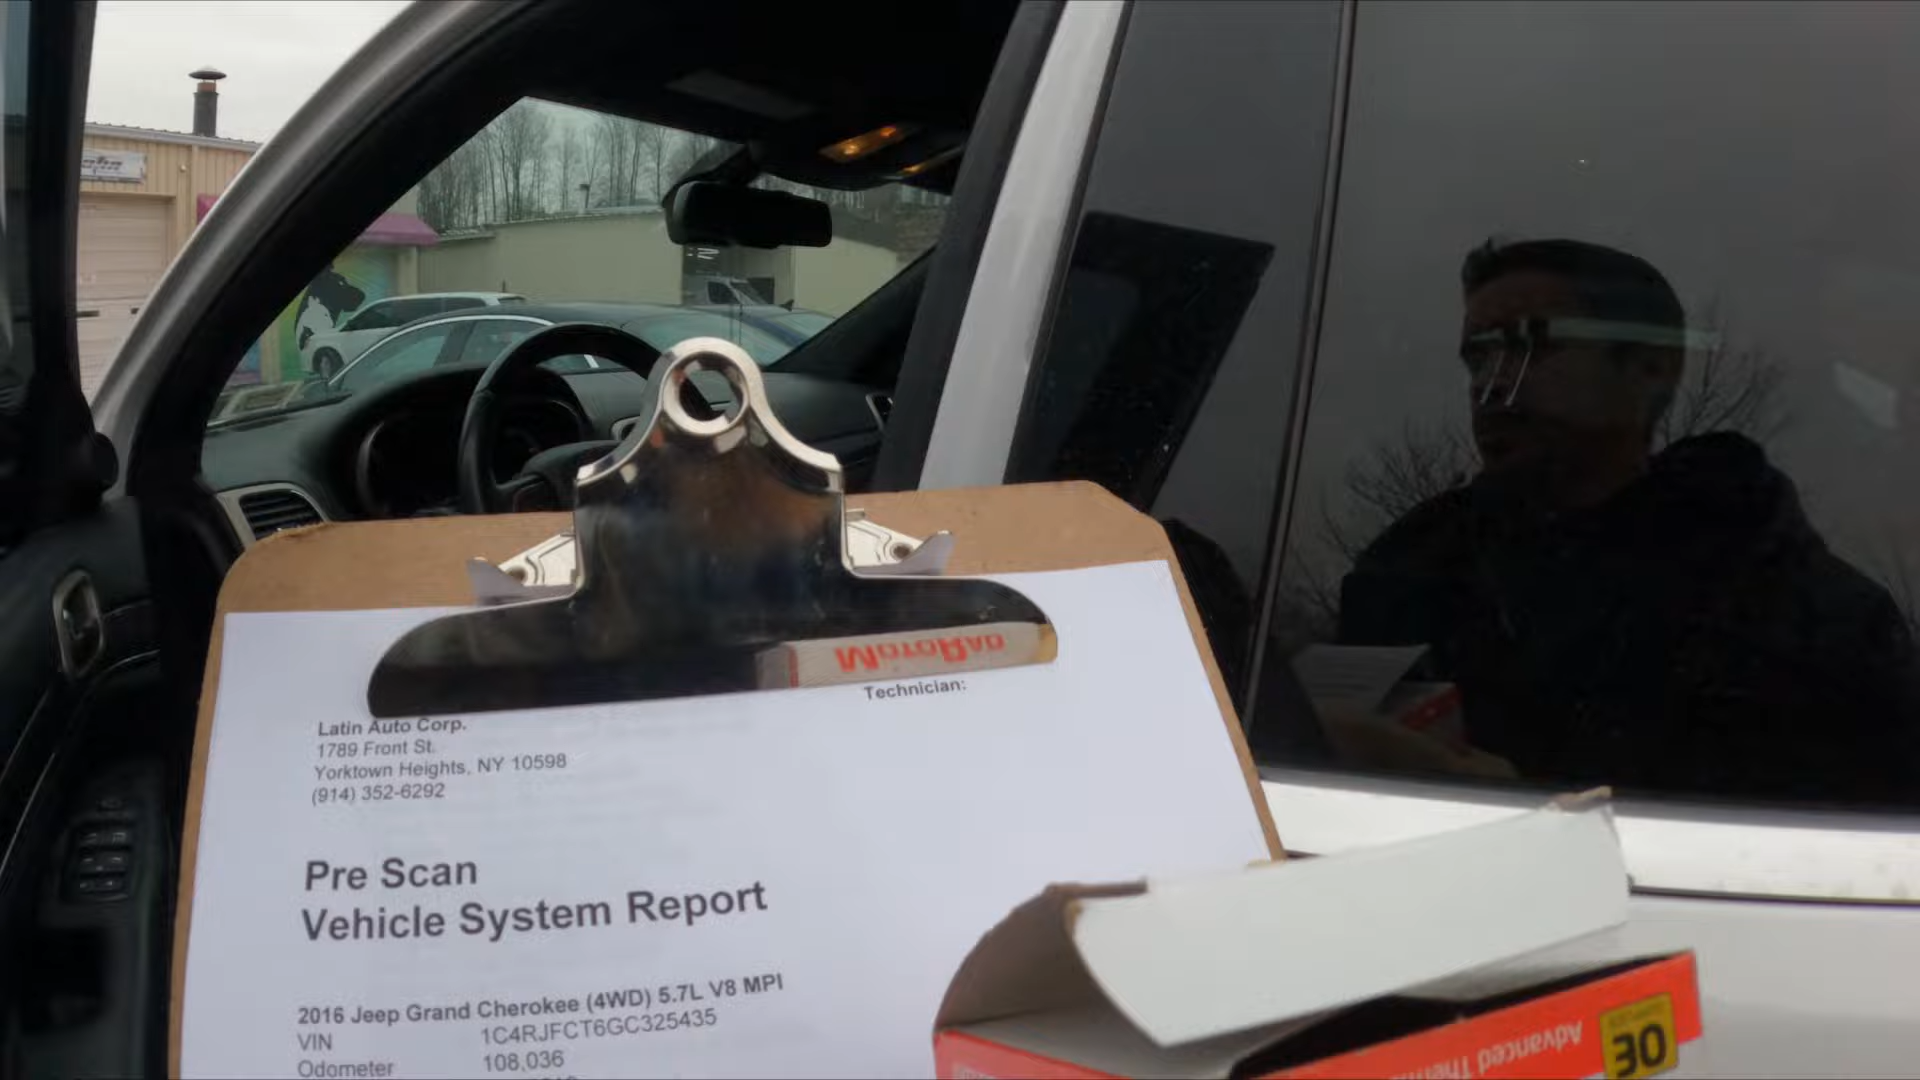 MotoRad
Technician:
Latin Auto Corp.
1789 Front St.
Yorktown Heights, NY 10598
(914) 352-6292
Pre Scan
Vehicle System Report
2016 Jeep Grand Cherokee (4WD) 5.7L V8 MPI
VIN 1C4RJFCT6GC325435
Odometer 108,036
Advanced
30